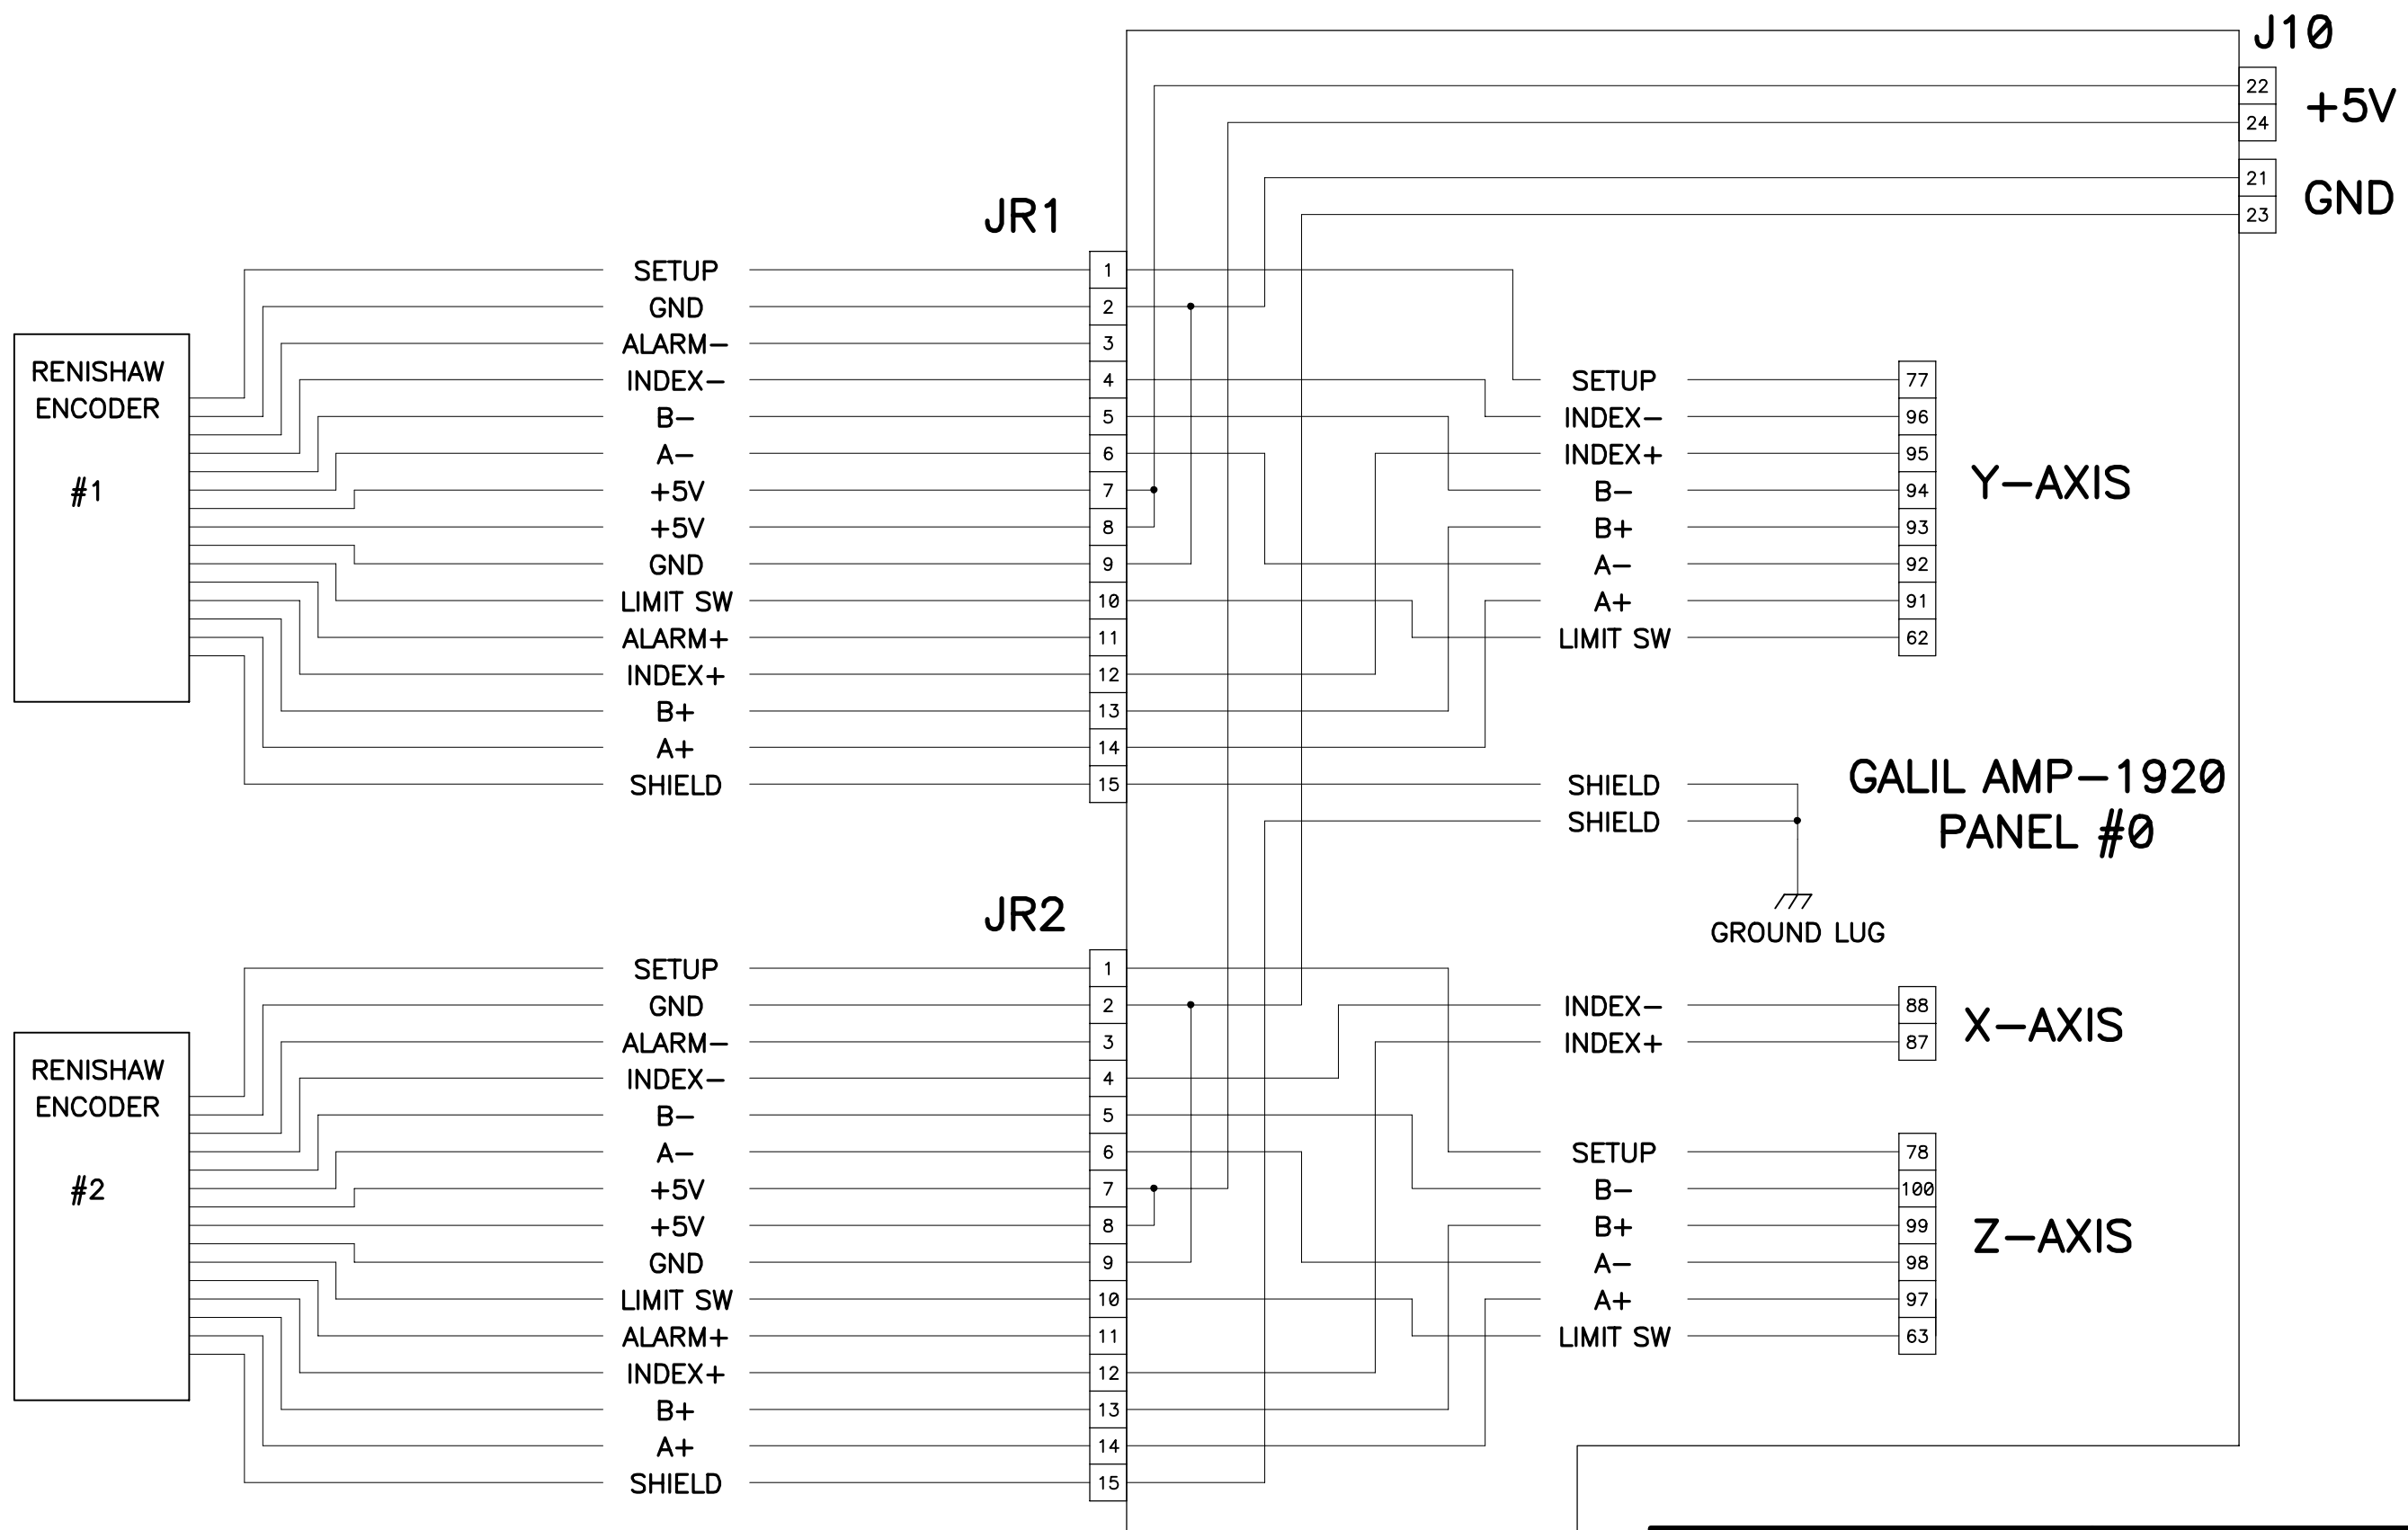 J10
22
+5V
24
21
GND
23
JR1
SETUP 1
GND 2
ALARM- 3
INDEX- 4
B- 5
A- 6
+5V 7
+5V 8
GND 9
LIMIT SW 10
ALARM+ 11
INDEX+ 12
B+ 13
A+ 14
SHIELD 15
RENISHAW
ENCODER
#1
SETUP 77
INDEX- 96
INDEX+ 95
B- 94
B+ 93
A- 92
A+ 91
LIMIT SW 62
Y-AXIS
SHIELD
SHIELD
GROUND LUG
GALIL AMP-1920
PANEL #0
JR2
SETUP 1
GND 2
ALARM- 3
INDEX- 4
B- 5
A- 6
+5V 7
+5V 8
GND 9
LIMIT SW 10
ALARM+ 11
INDEX+ 12
B+ 13
A+ 14
SHIELD 15
RENISHAW
ENCODER
#2
INDEX- 88
INDEX+ 87
X-AXIS
SETUP 78
B- 100
B+ 99
A- 98
A+ 97
LIMIT SW 63
Z-AXIS